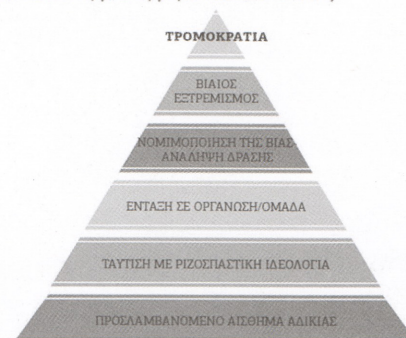 ΤΡΟΜΟΚΡΑΤΙΑ
ΒΙΑΙΟΣ
ΕΞΤΡΕΜΙΣΜΟΣ
ΝΟΜΙΜΟΠΟΙΗΣΗ ΤΗΣ ΒΙΑΣ-
ΑΝΑΛΗΨΗ ΔΡΑΣΗΣ
ΕΝΤΑΞΗ ΣΕ ΟΡΓΑΝΩΣΗ/ΟΜΑΔΑ
ΤΑΥΤΙΣΗ ΜΕ ΡΙΖΟΣΠΑΣΤΙΚΗ ΙΔΕΟΛΟΓΙΑ
ΠΡΟΣΛΑΜΒΑΝΟΜΕΝΟ ΑΙΣΘΗΜΑ ΑΔΙΚΙΑΣ